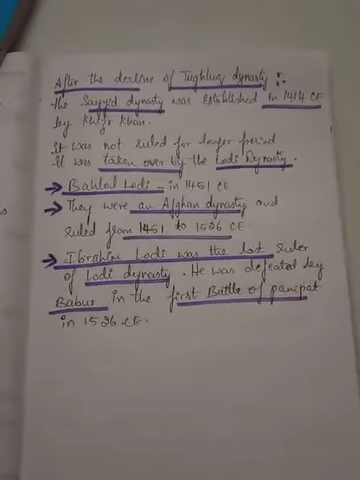 After the decline of Tughluq dynasty :-
the Sayyid dynasty was established in 1414 CE
by Khizr Khan.
It was not ruled for longer period
It was taken over by the Lodi Dynasty.
→ Bahlol Lodi - in 1451 CE
→ They were an Afghan dynasty and
ruled from 1451 to 1526 CE.
→ Ibrahim Lodi was the last ruler
of Lodi dynesty. He was defeated by
Babur in the first Battle of panipat
in 1526 CE.